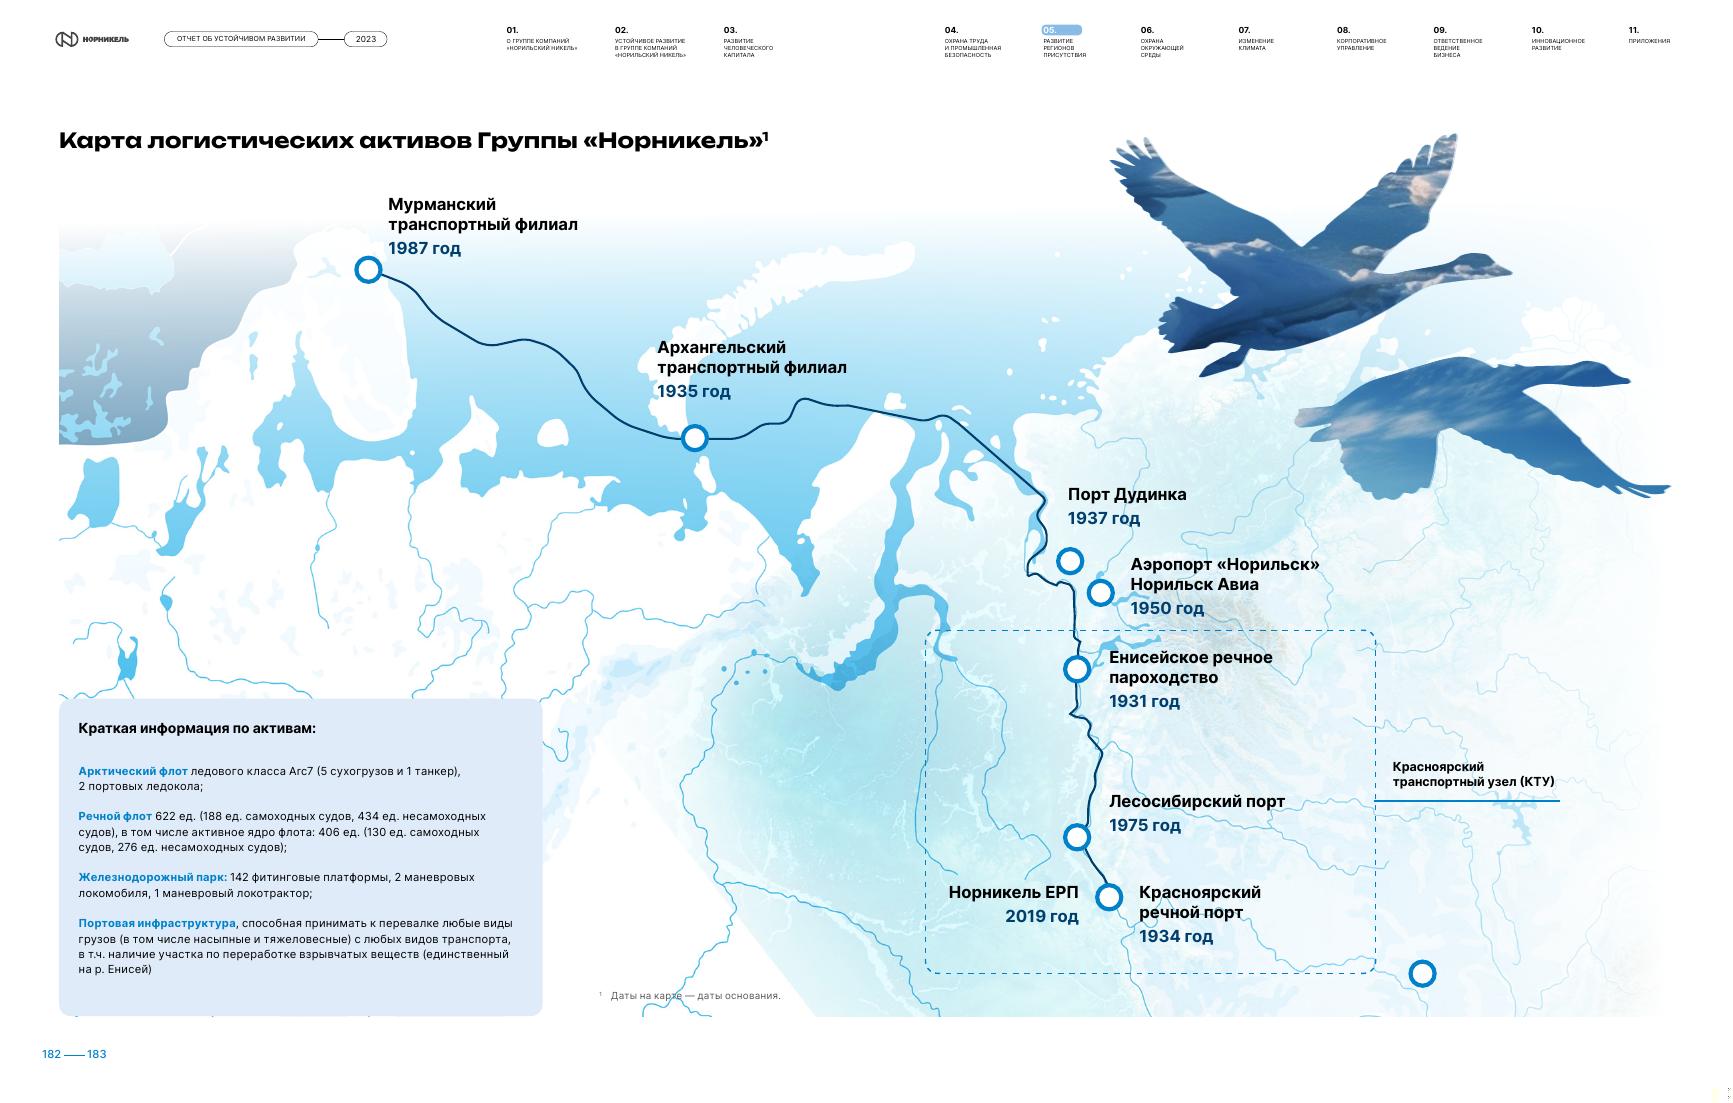 НОРНИКЕЛЬ
ОТЧЕТ ОБ УСТОЙЧИВОМ РАЗВИТИИ
2023
01.
О ГРУППЕ КОМПАНИЙ
«НОРИЛЬСКИЙ НИКЕЛЬ»
02.
УСТОЙЧИВОЕ РАЗВИТИЕ
В ГРУППЕ КОМПАНИЙ
«НОРИЛЬСКИЙ НИКЕЛЬ»
03.
РАЗВИТИЕ
ЧЕЛОВЕЧЕСКОГО
КАПИТАЛА
04.
ОХРАНА ТРУДА
И ПРОМЫШЛЕННАЯ
БЕЗОПАСНОСТЬ
05.
РАЗВИТИЕ
РЕГИОНОВ
ПРИСУТСТВИЯ
06.
ОХРАНА
ОКРУЖАЮЩЕЙ
СРЕДЫ
07.
ИЗМЕНЕНИЕ
КЛИМАТА
08.
КОРПОРАТИВНОЕ
УПРАВЛЕНИЕ
09.
ОТВЕТСТВЕННОЕ
ВЕДЕНИЕ
БИЗНЕСА
10.
ИННОВАЦИОННОЕ
РАЗВИТИЕ
11.
ПРИЛОЖЕНИЯ
Карта логистических активов Группы «Норникель»¹
Мурманский
транспортный филиал
1987 год
Архангельский
транспортный филиал
1935 год
Порт Дудинка
1937 год
Аэропорт «Норильск»
Норильск Авиа
1950 год
Енисейское речное
пароходство
1931 год
Красноярский
транспортный узел (КТУ)
Лесосибирский порт
1975 год
Норникель ЕРП
2019 год
Красноярский
речной порт
1934 год
Краткая информация по активам:
Арктический флот ледового класса Arc7 (5 сухогрузов и 1 танкер),
2 портовых ледокола;
Речной флот 622 ед. (188 ед. самоходных судов, 434 ед. несамоходных
судов), в том числе активное ядро флота: 406 ед. (130 ед. самоходных
судов, 276 ед. несамоходных судов);
Железнодорожный парк: 142 фитинговые платформы, 2 маневровых
локомобиля, 1 маневровый локотрактор;
Портовая инфраструктура, способная принимать к перевалке любые виды
грузов (в том числе насыпные и тяжеловесные) с любых видов транспорта,
в т.ч. наличие участка по переработке взрывчатых веществ (единственный
на р. Енисей)
¹ Даты на карте — даты основания.
182 — 183